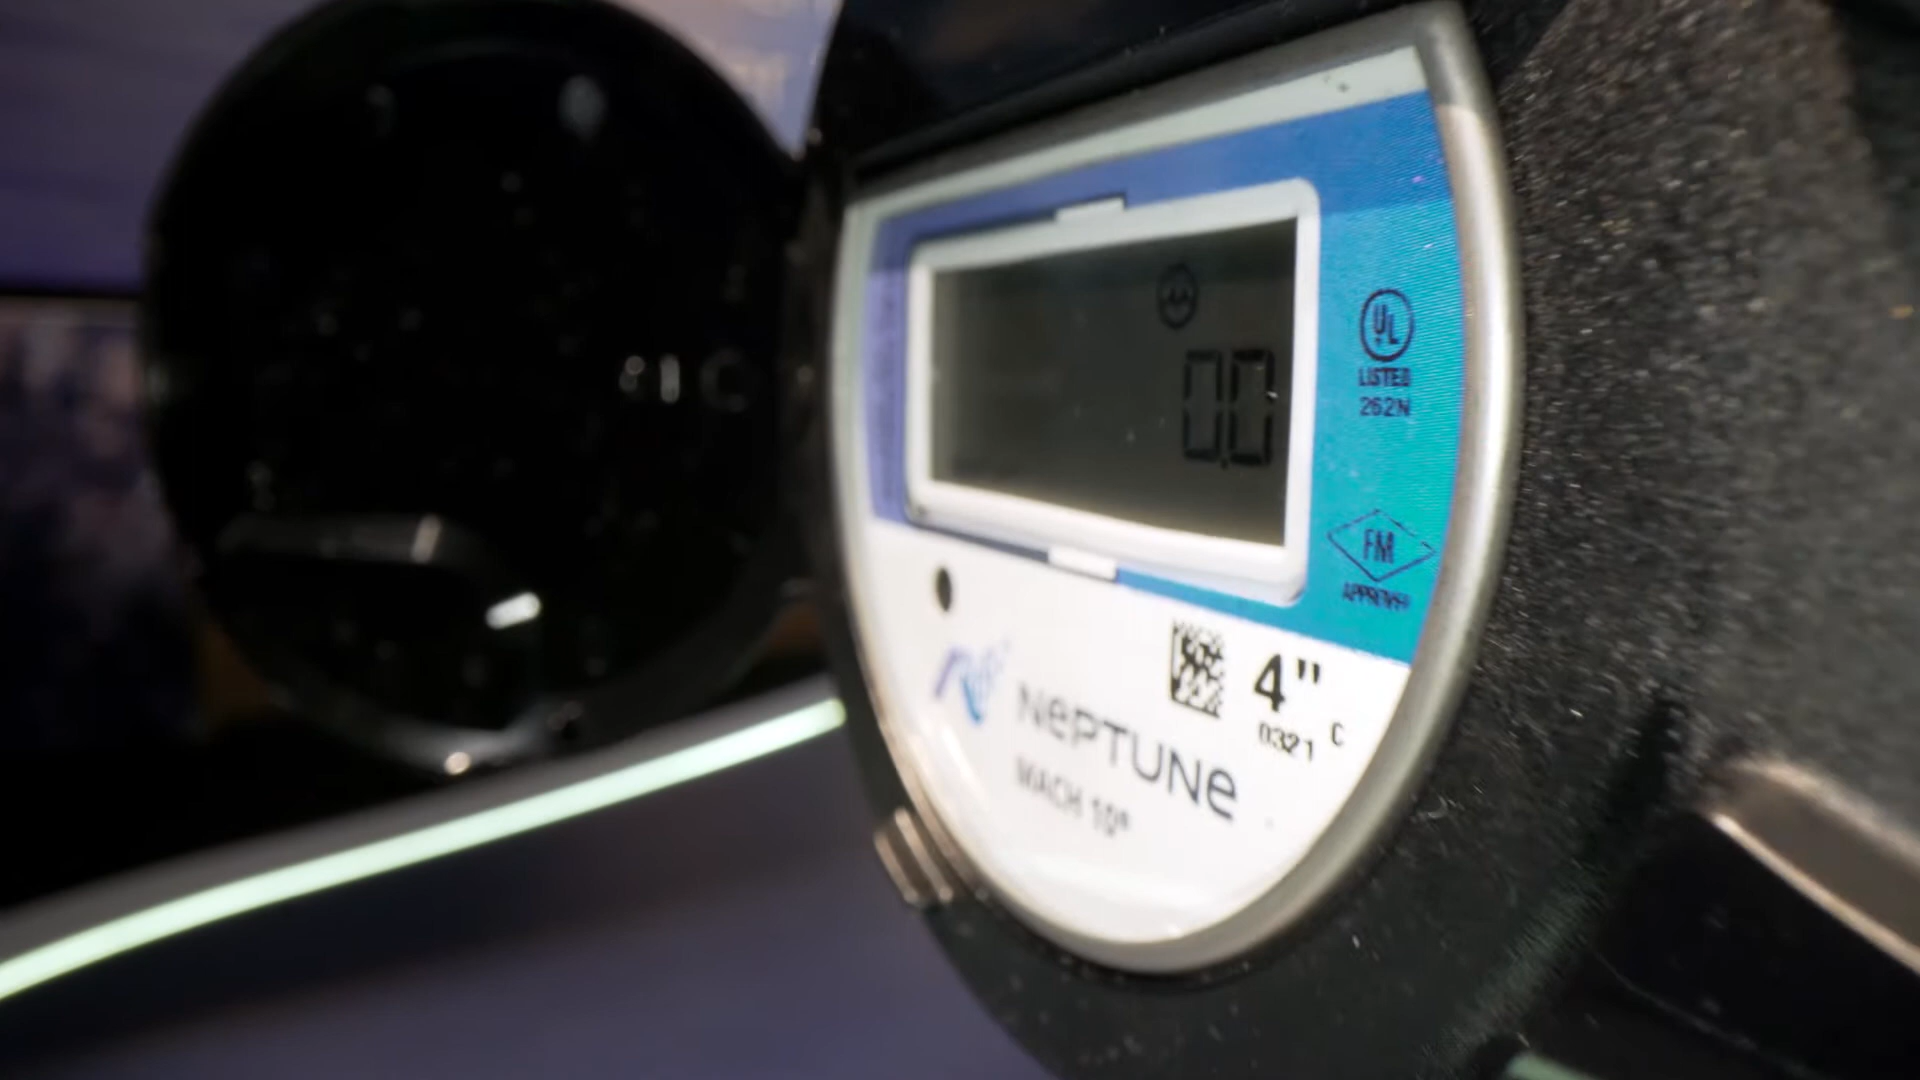 0.0
UL
LISTED
262N
FM
APPROVED
4"
0321 C
NEPTUNE
MACH 10®